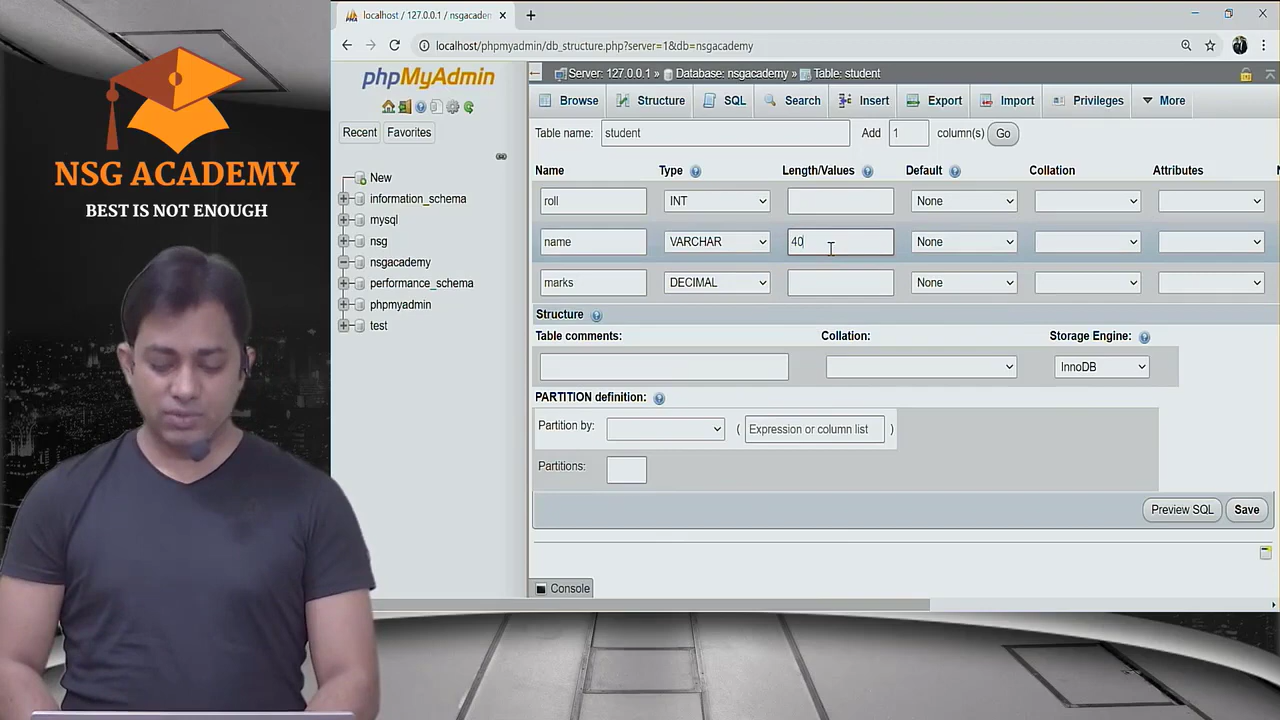 NSG ACADEMY
BEST IS NOT ENOUGH
localhost / 127.0.0.1 / nsgacadem
localhost/phpmyadmin/db_structure.php?server=1&db=nsgacademy
phpMyAdmin
Recent Favorites
New
information_schema
mysql
nsg
nsgacademy
performance_schema
phpmyadmin
test
Server: 127.0.0.1 » Database: nsgacademy » Table: student
Browse Structure SQL Search Insert Export Import Privileges More
Table name: student Add 1 column(s) Go
Name Type Length/Values Default Collation Attributes
roll INT None
name VARCHAR 40 None
marks DECIMAL None
Structure
Table comments: Collation: Storage Engine:
InnoDB
PARTITION definition:
Partition by: ( Expression or column list )
Partitions:
Preview SQL Save
Console